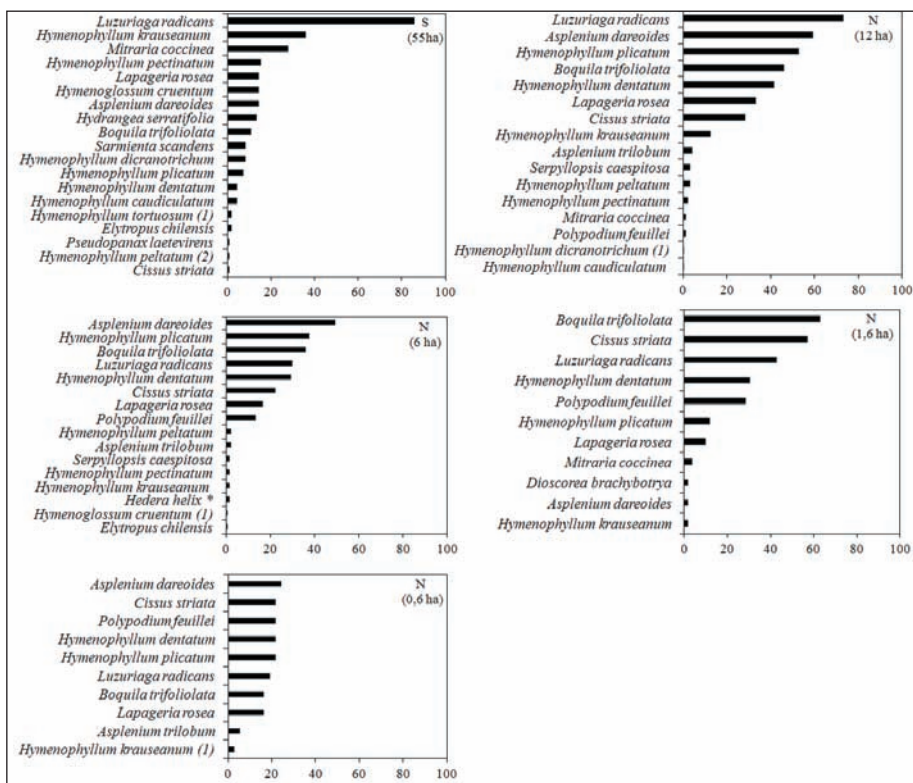 Luzuriaga radicans
Hymenophyllum krauseanum
Mitraria coccinea
Hymenophyllum pectinatum
Lapageria rosea
Hymenoglossum cruentum
Asplenium dareoides
Hydrangea serratifolia
Boquila trifoliolata
Sarmienta scandens
Hymenophyllum dicranotrichum
Hymenophyllum plicatum
Hymenophyllum dentatum
Hymenophyllum caudiculatum
Hymenophyllum tortuosum (1)
Elytropus chilensis
Pseudopanax laetevirens
Hymenophyllum peltatum (2)
Cissus striata
S
(55ha)
0 20 40 60 80 100
Luzuriaga radicans
Asplenium dareoides
Hymenophyllum plicatum
Boquila trifoliolata
Hymenophyllum dentatum
Lapageria rosea
Cissus striata
Hymenophyllum krauseanum
Asplenium trilobum
Serpyllopsis caespitosa
Hymenophyllum peltatum
Hymenophyllum pectinatum
Mitraria coccinea
Polypodium feuillei
Hymenophyllum dicranotrichum (1)
Hymenophyllum caudiculatum
N
(12 ha)
0 20 40 60 80 100
Asplenium dareoides
Hymenophyllum plicatum
Boquila trifoliolata
Luzuriaga radicans
Hymenophyllum dentatum
Cissus striata
Lapageria rosea
Polypodium feuillei
Hymenophyllum peltatum
Asplenium trilobum
Serpyllopsis caespitosa
Hymenophyllum pectinatum
Hymenophyllum krauseanum
Hedera helix *
Hymenoglossum cruentum (1)
Elytropus chilensis
N
(6 ha)
0 20 40 60 80 100
Boquila trifoliolata
Cissus striata
Luzuriaga radicans
Hymenophyllum dentatum
Polypodium feuillei
Hymenophyllum plicatum
Lapageria rosea
Mitraria coccinea
Dioscorea brachybotrya
Asplenium dareoides
Hymenophyllum krauseanum
N
(1,6 ha)
0 20 40 60 80 100
Asplenium dareoides
Cissus striata
Polypodium feuillei
Hymenophyllum dentatum
Hymenophyllum plicatum
Luzuriaga radicans
Boquila trifoliolata
Lapageria rosea
Asplenium trilobum
Hymenophyllum krauseanum (1)
N
(0,6 ha)
0 20 40 60 80 100